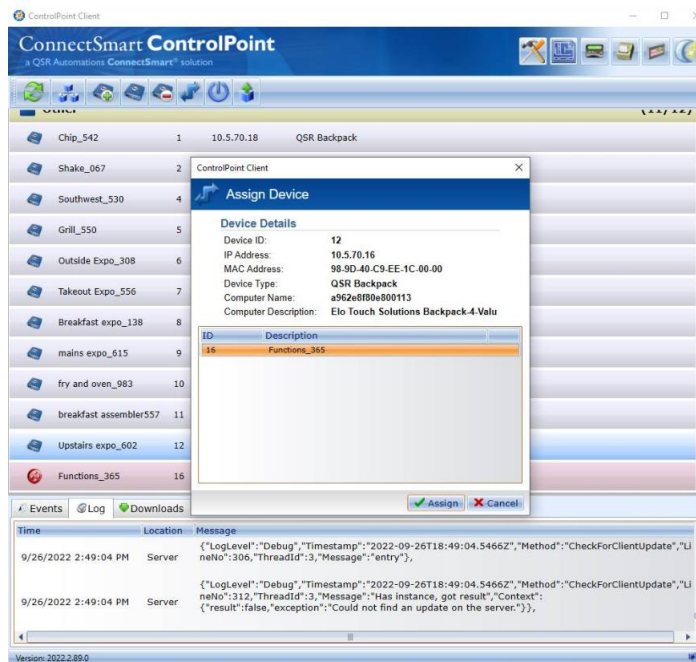 ControlPoint Client
ConnectSmart ControlPoint
a QSR Automations ConnectSmart® solution
Other (11/12)
Chip_542 1 10.5.70.18 QSR Backpack
Shake_067 2
Southwest_530 4
Grill_550 5
Outside Expo_308 6
Takeout Expo_556 7
Breakfast expo_138 8
mains expo_615 9
fry and oven_983 10
breakfast assembler557 11
Upstairs expo_602 12
Functions_365 16
ControlPoint Client
Assign Device
Device Details
Device ID: 12
IP Address: 10.5.70.16
MAC Address: 98-9D-40-C9-EE-1C-00-00
Device Type: QSR Backpack
Computer Name: a962e8f80e800113
Computer Description: Elo Touch Solutions Backpack-4-Valu
ID Description
16 Functions_365
Assign Cancel
Events Log Downloads
Time Location Message
{"LogLevel":"Debug","Timestamp":"2022-09-26T18:49:04.5466Z","Method":"CheckForClientUpdate","Li
9/26/2022 2:49:04 PM Server neNo":306,"ThreadId":3,"Message":"entry"},
{"LogLevel":"Debug","Timestamp":"2022-09-26T18:49:04.5466Z","Method":"CheckForClientUpdate","Li
9/26/2022 2:49:04 PM Server neNo":312,"ThreadId":3,"Message":"Has instance, got result","Context":
{"result":false,"exception":"Could not find an update on the server."}},
Version: 2022.2.89.0